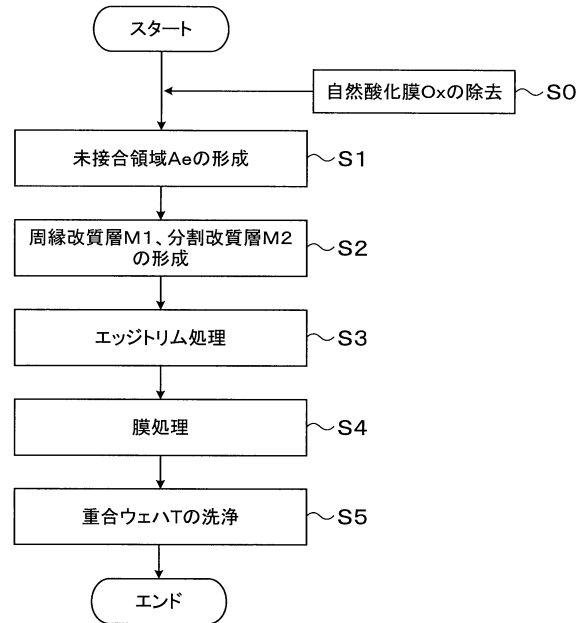 スタート
自然酸化膜Oxの除去
S0
未接合領域Aeの形成
S1
周縁改質層M1、分割改質層M2
の形成
S2
エッジトリム処理
S3
膜処理
S4
重合ウェハTの洗浄
S5
エンド